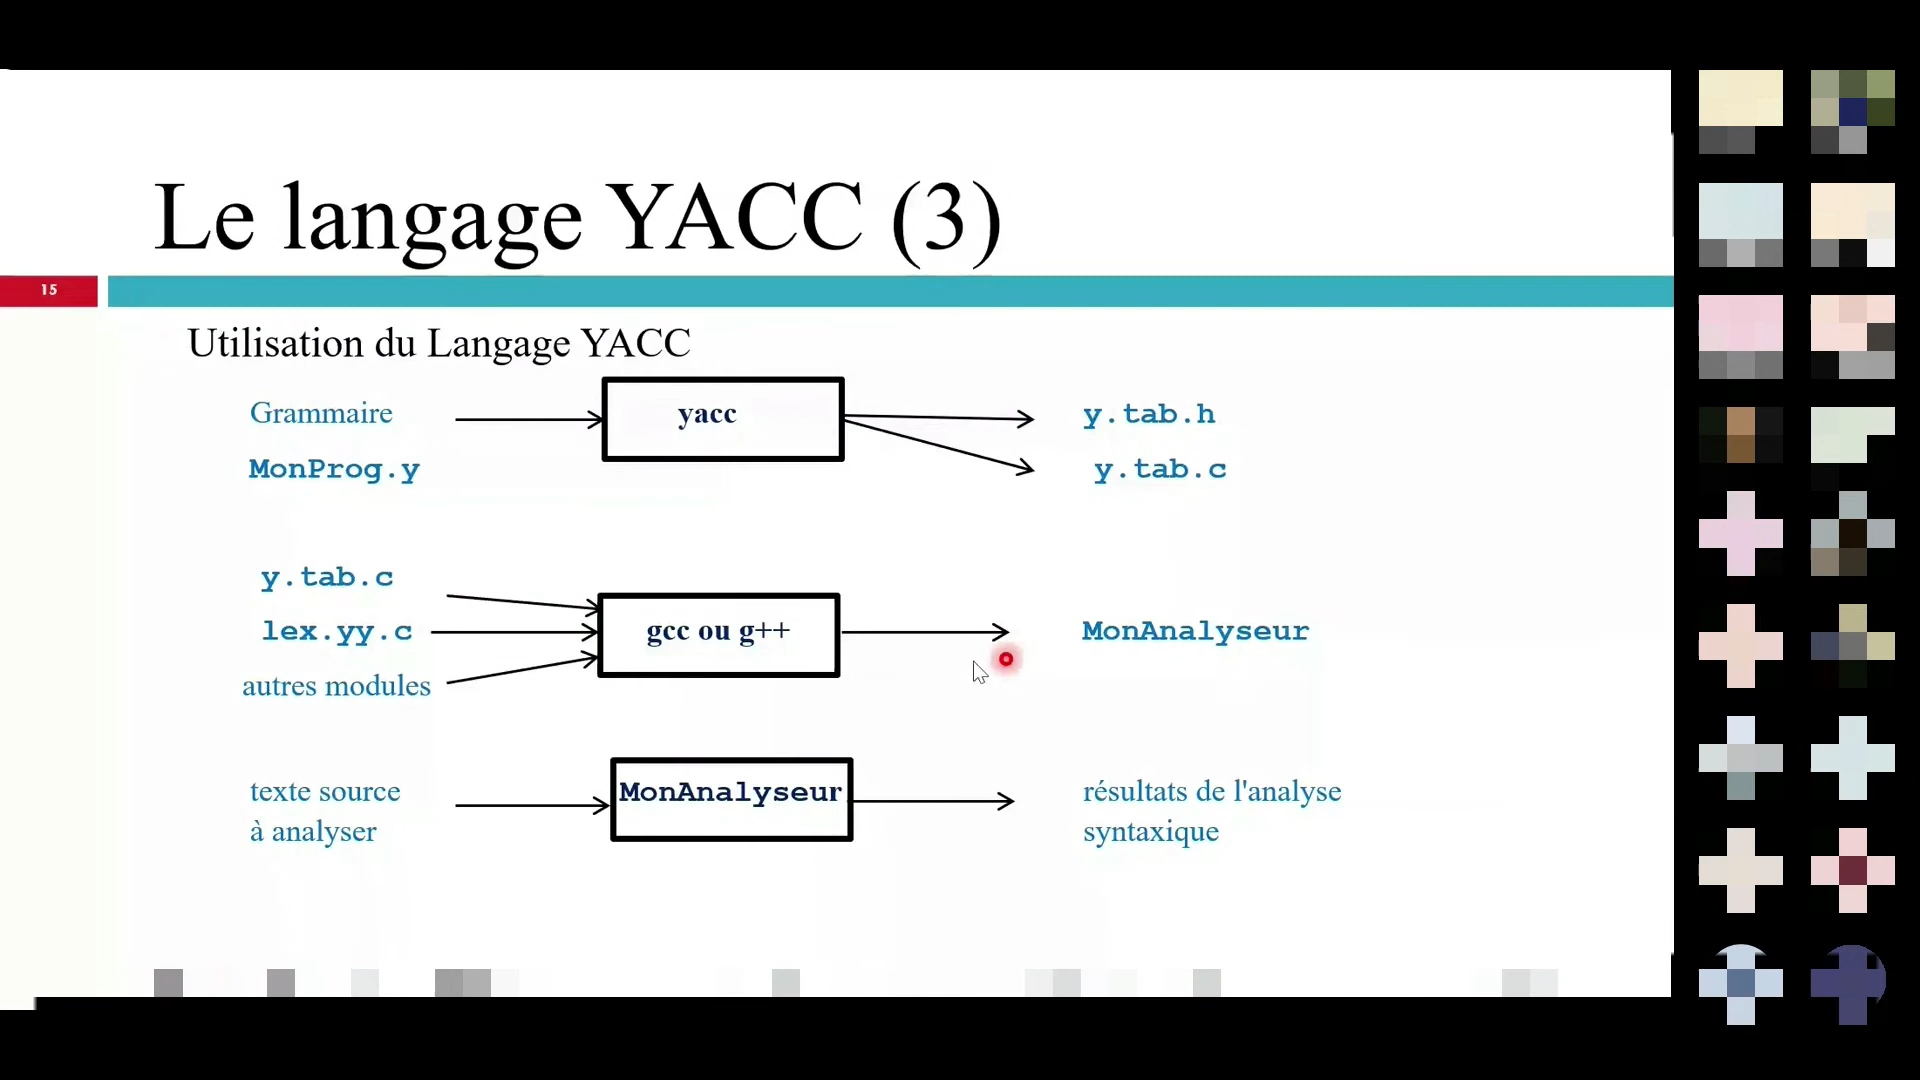 Le langage YACC (3)
15
Utilisation du Langage YACC
Grammaire
yacc
y.tab.h
MonProg.y
y.tab.c
y.tab.c
lex.yy.c
gcc ou g++
MonAnalyseur
autres modules
texte source
à analyser
MonAnalyseur
résultats de l'analyse
syntaxique